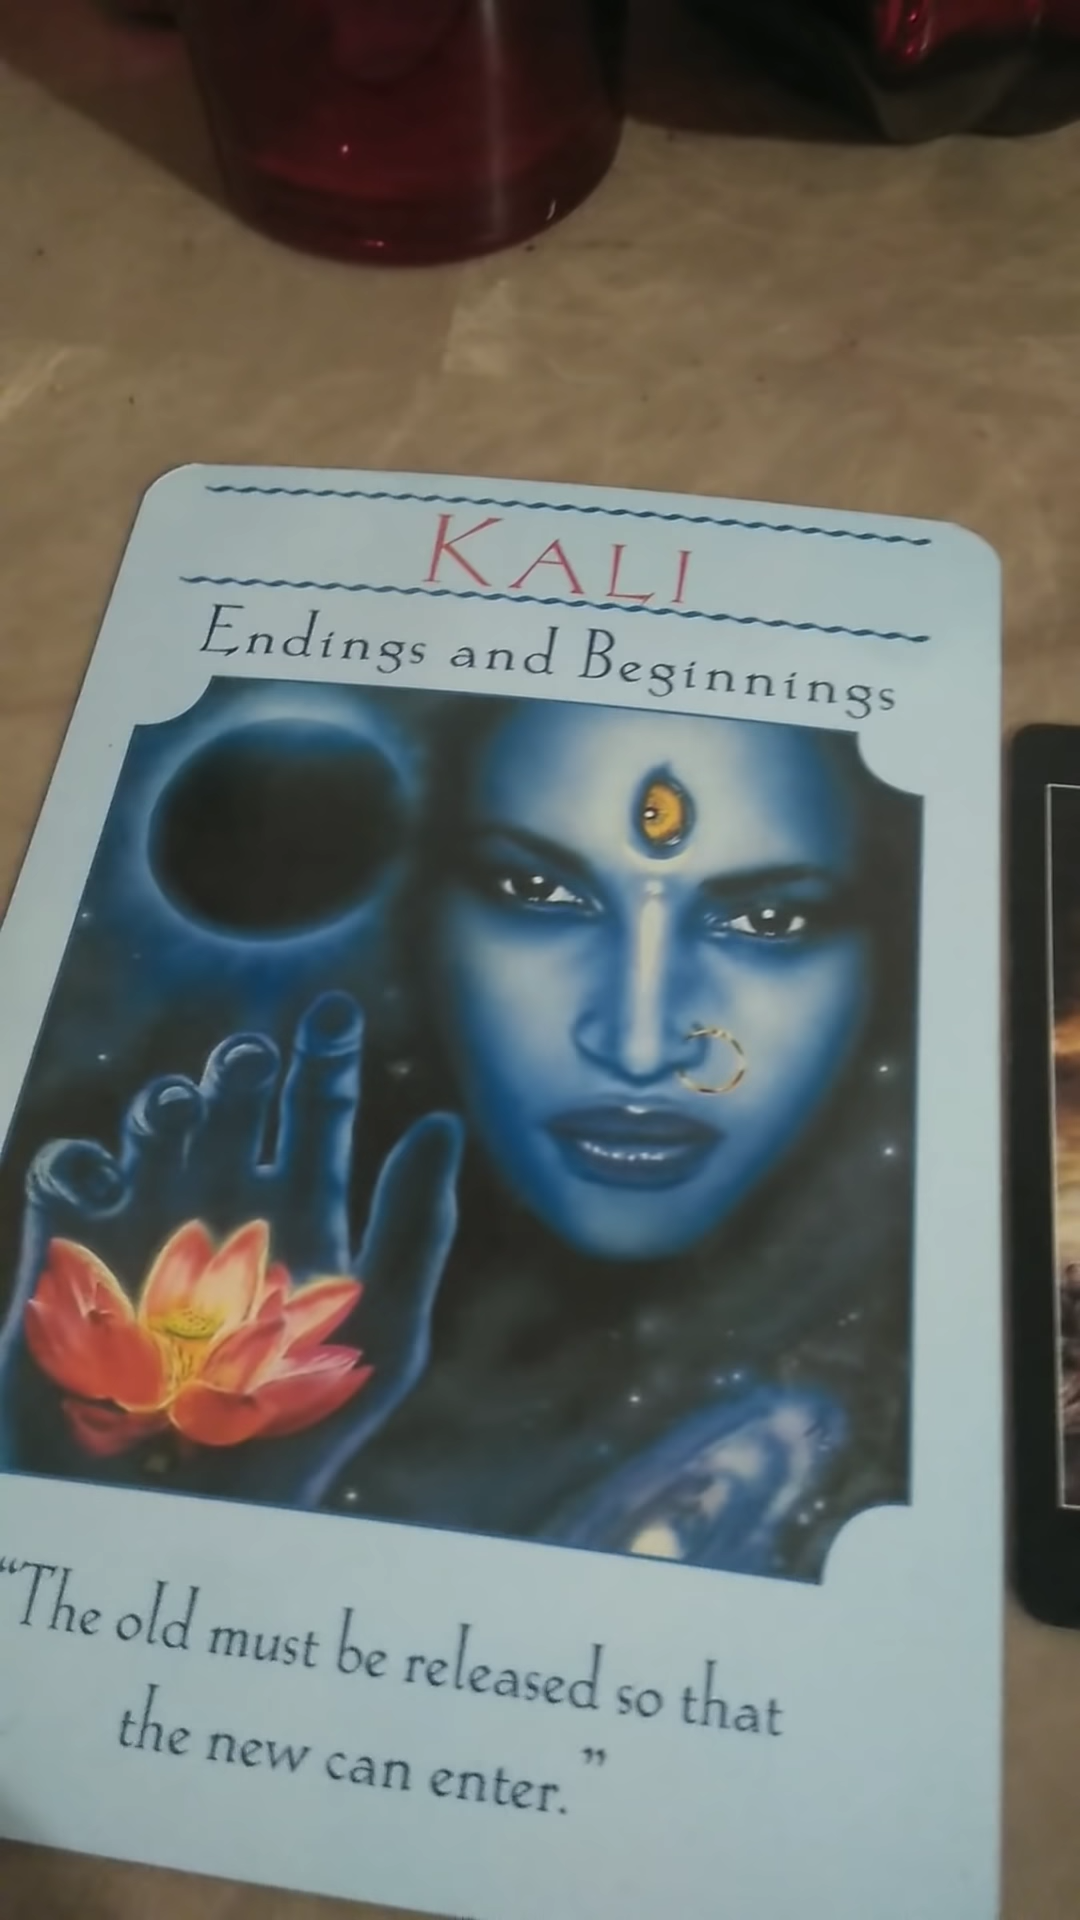 KALI
Endings and Beginnings
“The old must be released so that
the new can enter.”